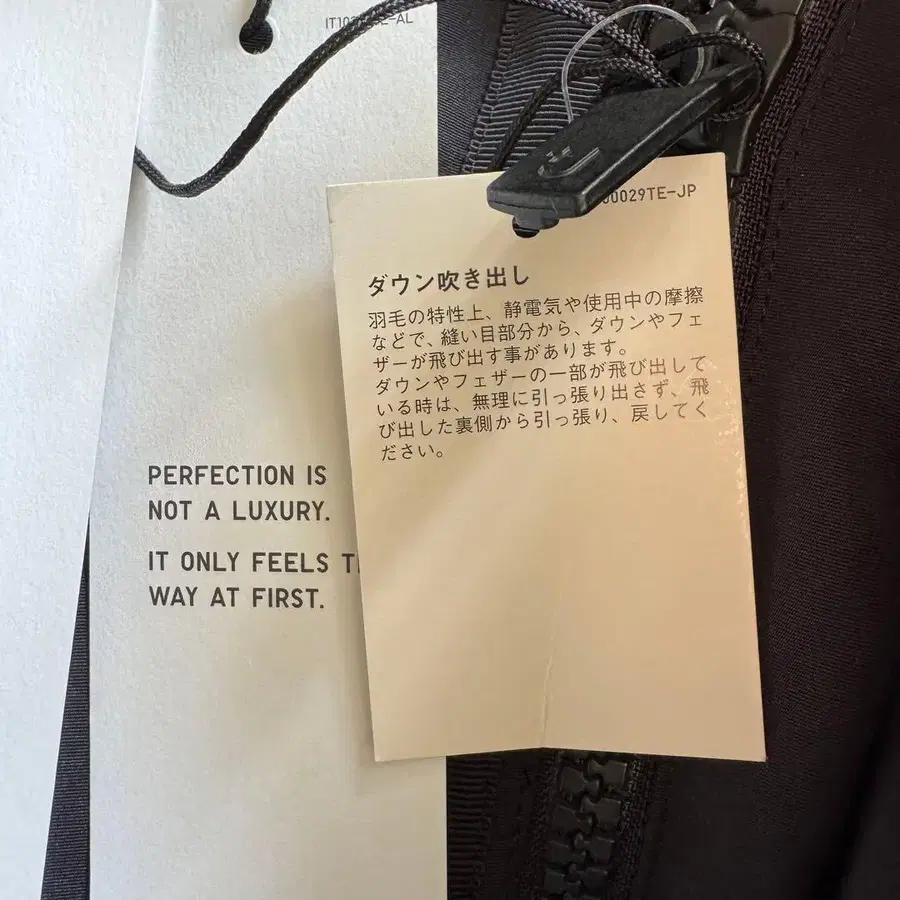 PERFECTION IS
NOT A LUXURY.
IT ONLY FEELS
WAY AT FIRST.
00029TE-JP
ダウン吹き出し
羽毛の特性上、静電気や使用中の摩擦
などで、縫い目部分から、ダウンやフェ
ザーが飛び出す事があります。
ダウンやフェザーの一部が飛び出して
いる時は、無理に引っ張り出さず、飛
び出した裏側から引っ張り、戻してく
ださい。